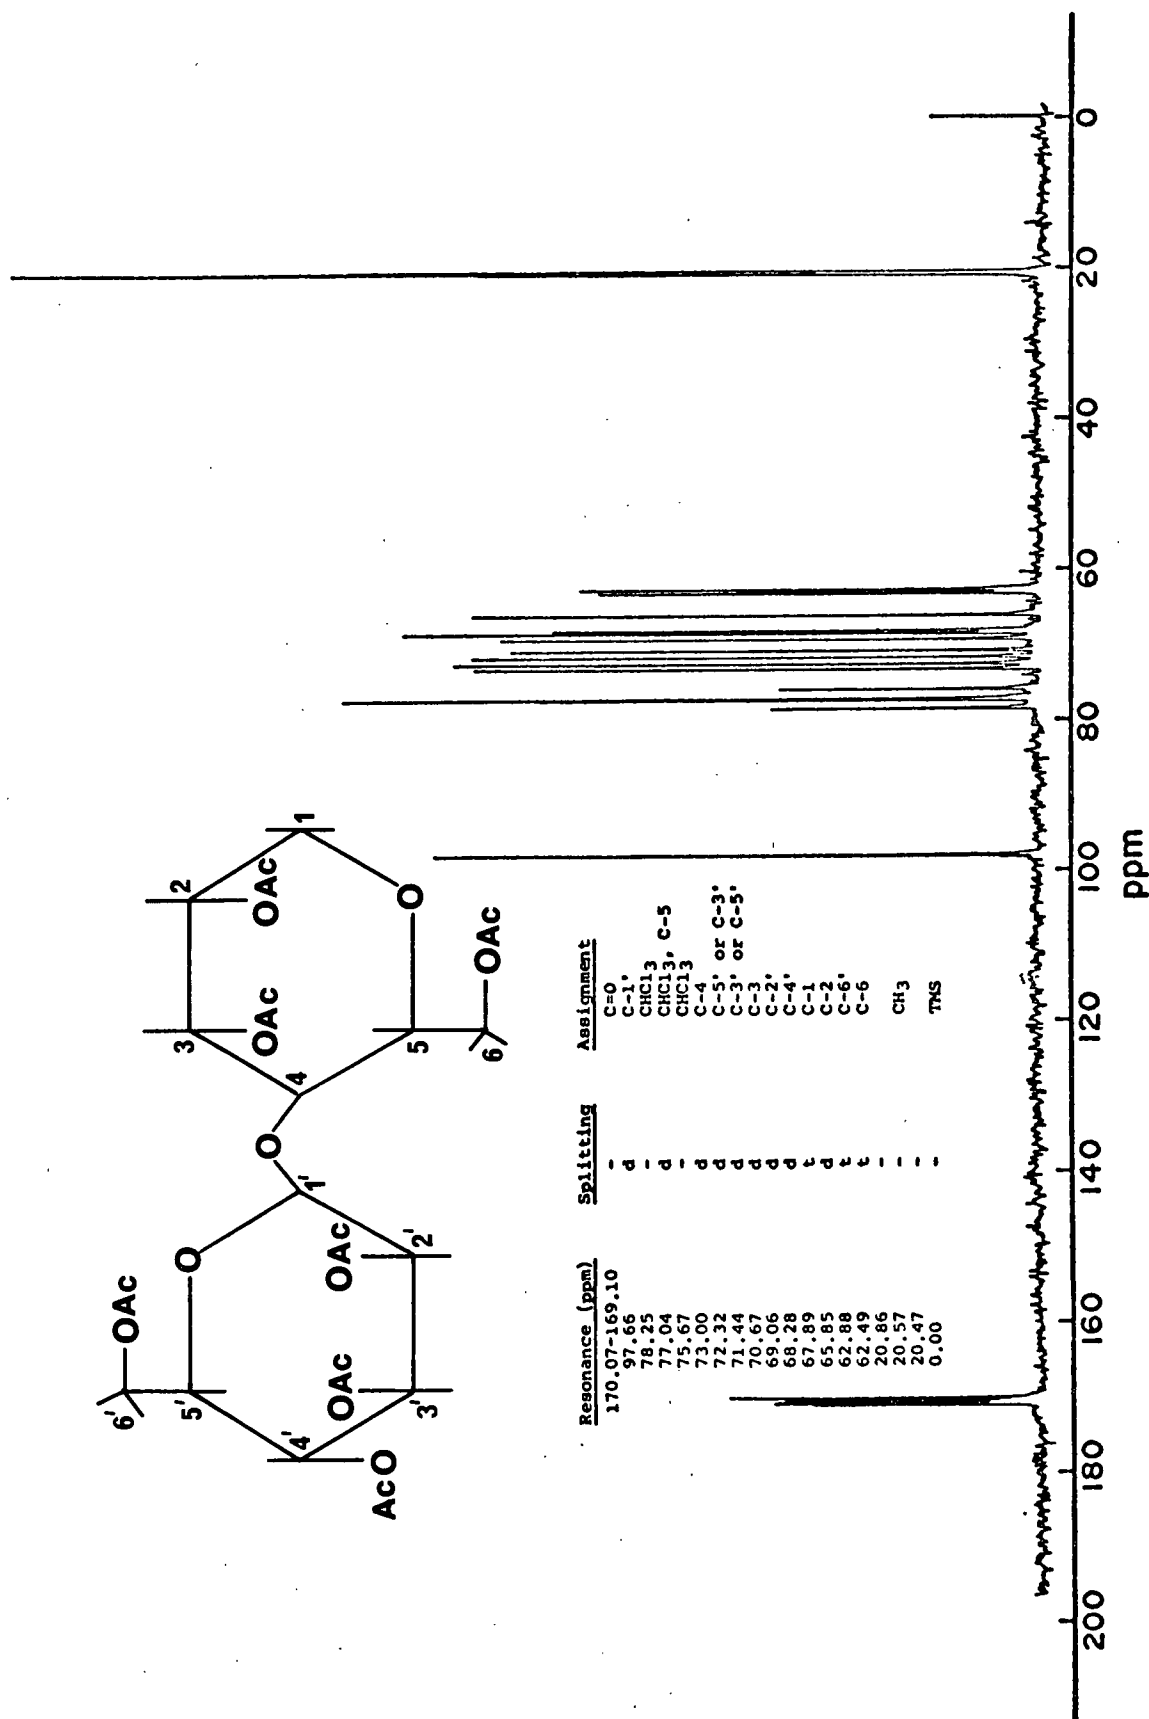 OAc
6'
5'
O
4'
AcO
OAc
OAc
1'
3'
2'
O
4
3
2
OAc
OAc
1
5
O
6
OAc
Resonance (ppm) Splitting Assignment
170.07-169.10 - C=O
97.66 d C-1'
78.25 - CHCl3
77.04 d CHCl3, C-5
75.67 - CHCl3
73.00 d C-4
72.32 d C-5' or C-3'
71.44 d C-3' or C-5'
70.67 d C-3
69.06 d C-2'
68.28 d C-4'
67.89 t C-1
65.85 d C-2
62.88 t C-6'
62.49 t C-6
20.86 -
20.57 - CH3
20.47 -
0.00 - TMS
200 180 160 140 120 100 80 60 40 20 0
ppm